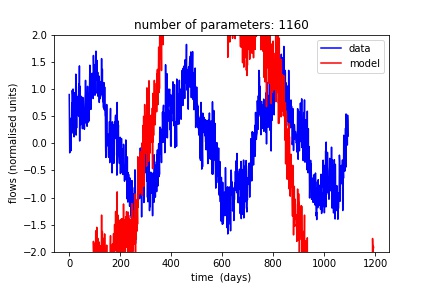 number of parameters: 1160
data
model
flows (normalised units)
2.0
1.5
1.0
0.5
0.0
−0.5
−1.0
−1.5
−2.0
0 200 400 600 800 1000 1200
time (days)